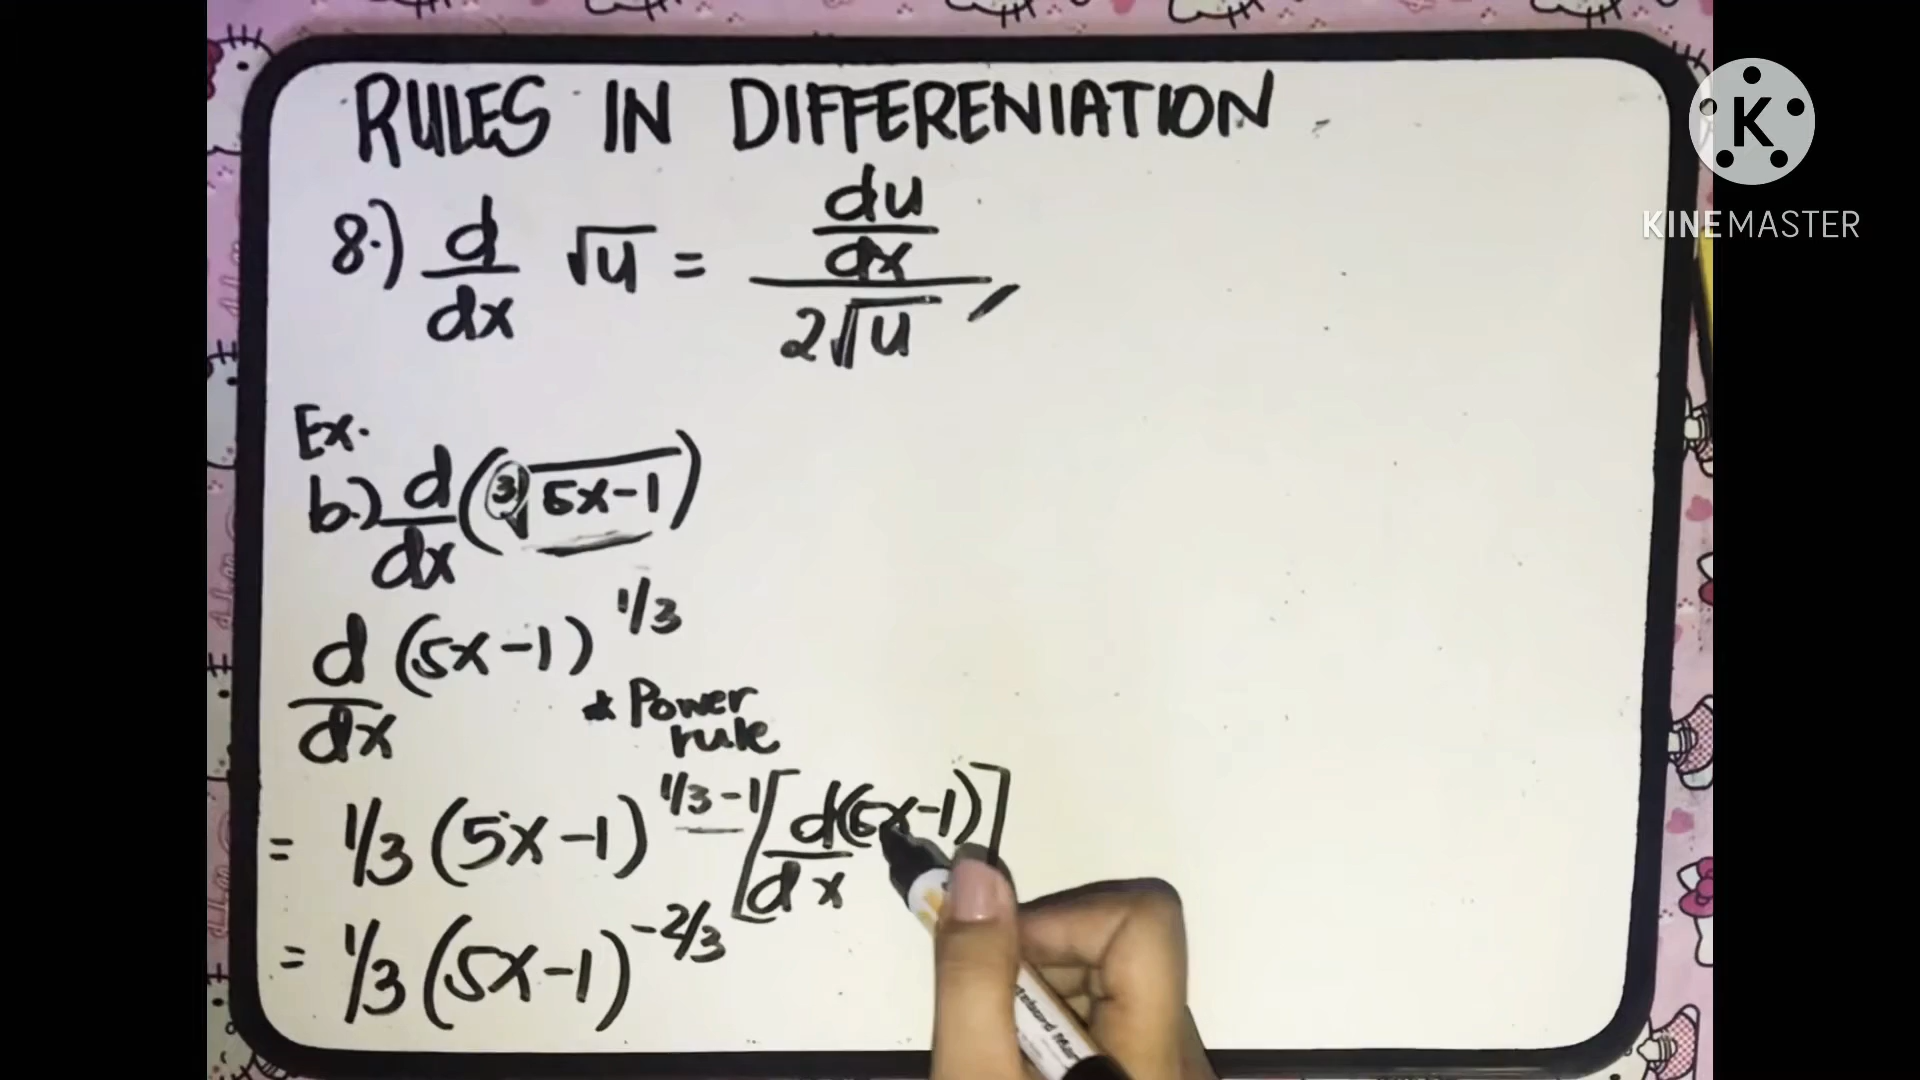 RULES IN DIFFERENIATION
K
KINEMASTER
8.) d/dx √u = du/dx / 2√u
Ex.
b.) d/dx (³√5x-1)
d/dx (5x-1)^1/3
* Power
rule
= 1/3 (5x-1)^1/3-1 [d/dx (5x-1)]
= 1/3 (5x-1)^-2/3